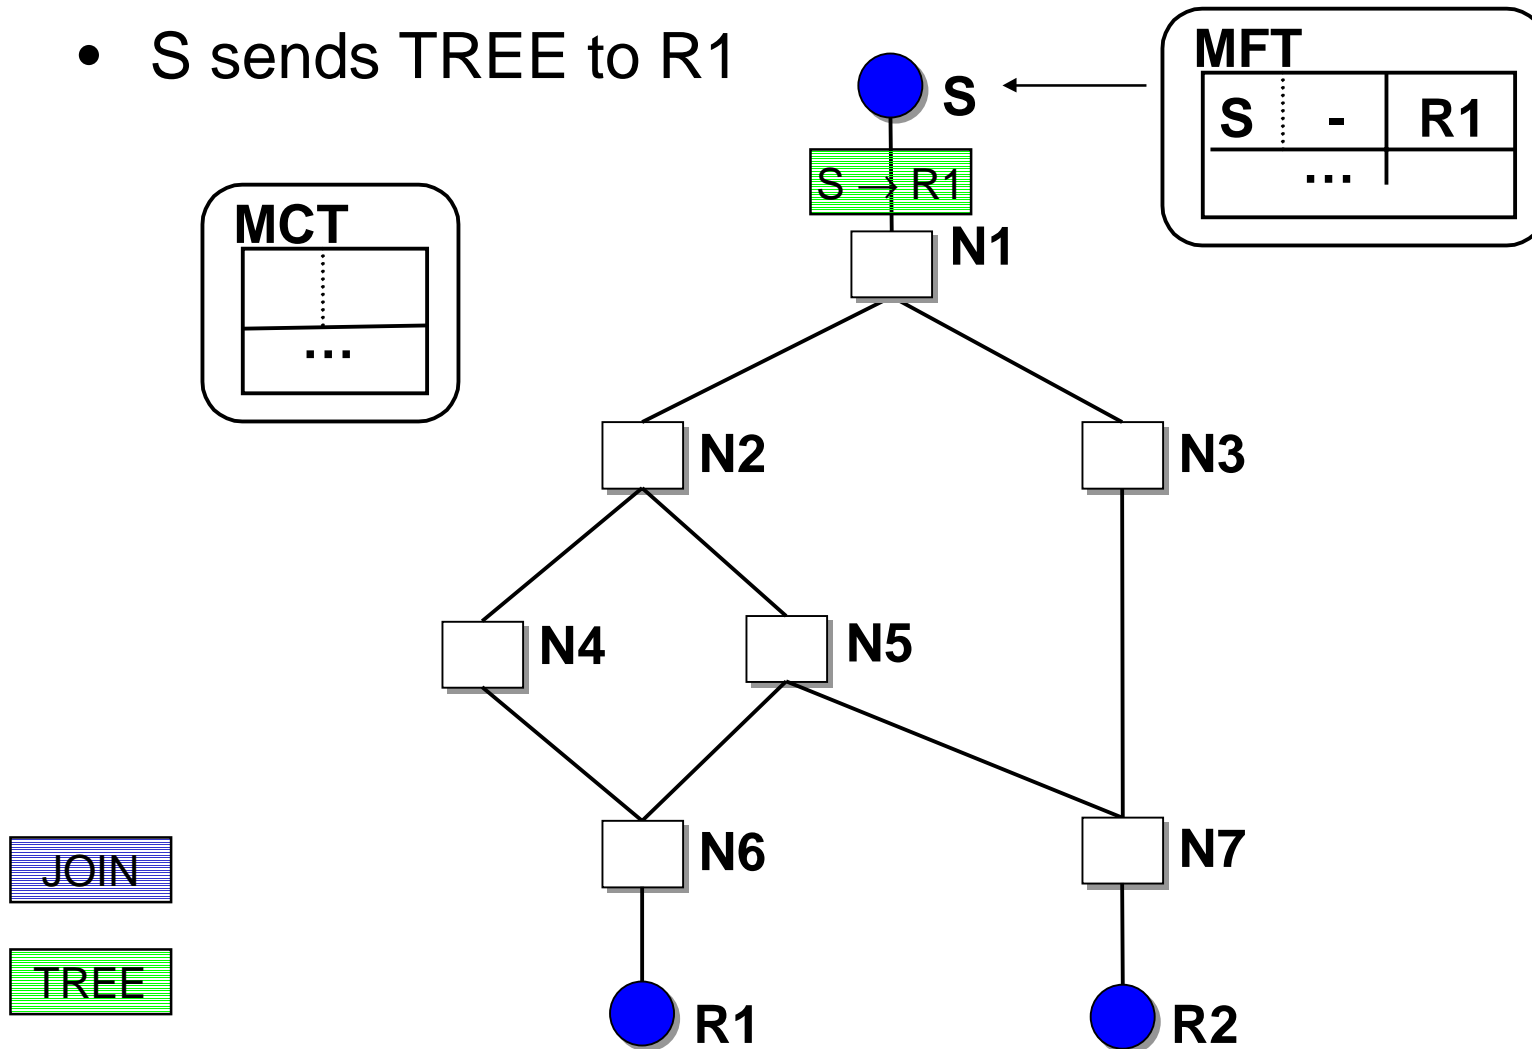 • S sends TREE to R1
MFT
S - R1
...
S
S → R1
MCT
...
N1
N2
N3
N4
N5
N6
N7
JOIN
TREE
R1
R2